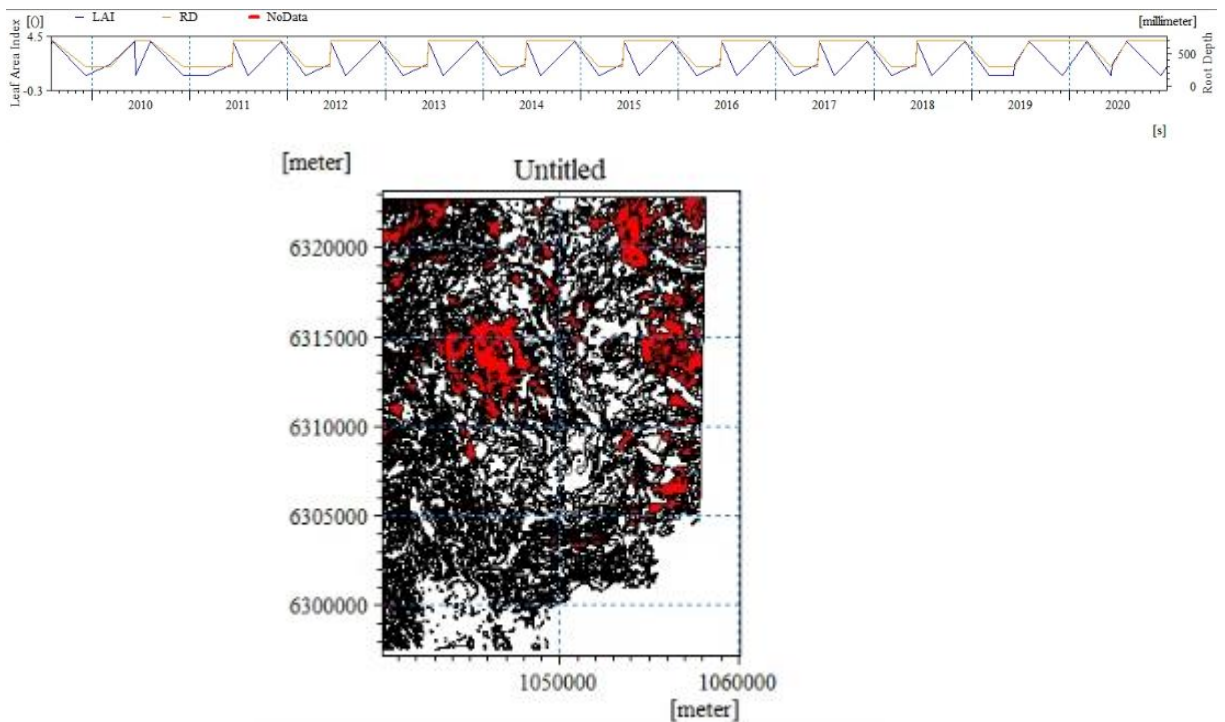 [()] LAI RD NoData [millimeter]
4.5
-0.3
Leaf Area Index
500
0
Root Depth
2010 2011 2012 2013 2014 2015 2016 2017 2018 2019 2020
[s]
[meter] Untitled
6320000
6315000
6310000
6305000
6300000
1050000 1060000
[meter]